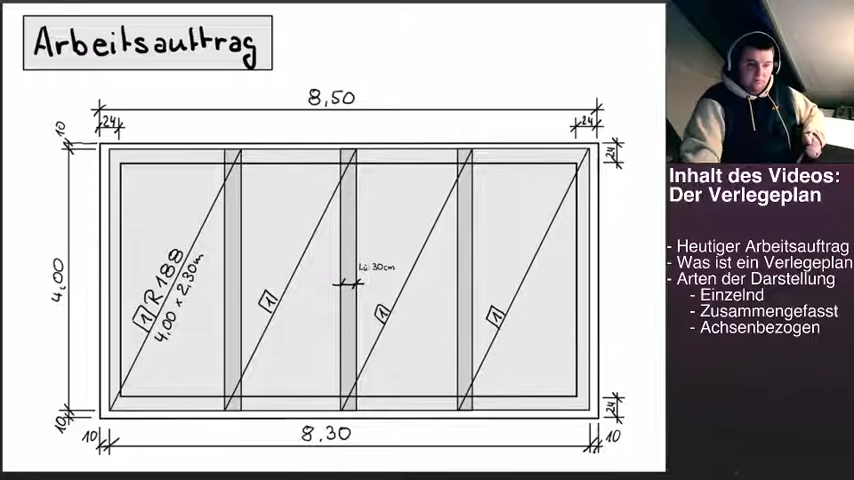 Arbeitsauftrag
8,50
24
24
10
24
4,00
1 R188
4.00 x 2.30m
1
Lü: 30cm
1
1
10
24
10
8,30
10
Inhalt des Videos:
Der Verlegeplan
- Heutiger Arbeitsauftrag
- Was ist ein Verlegeplan
- Arten der Darstellung
- Einzelnd
- Zusammengefasst
- Achsenbezogen